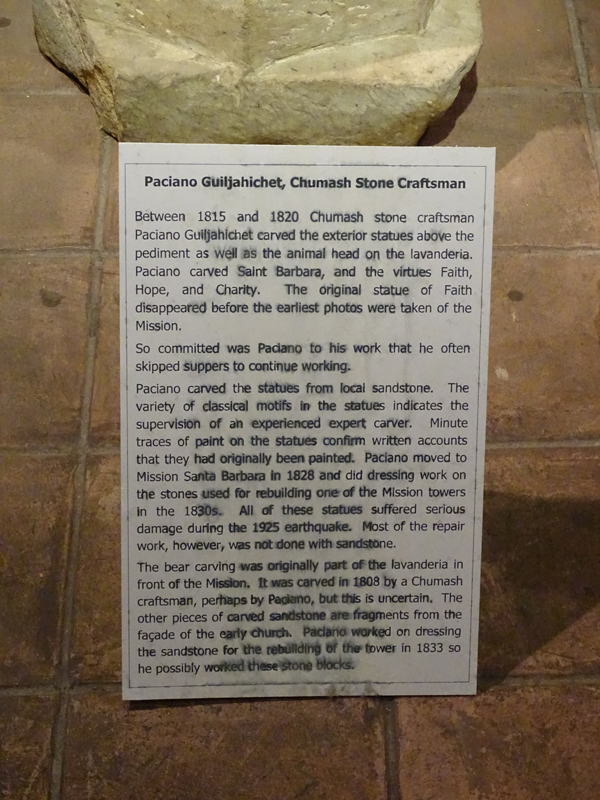 Paciano Guiljahichet, Chumash Stone Craftsman
Between 1815 and 1820 Chumash stone craftsman
Paciano Guiljahichet carved the exterior statues above the
pediment as well as the animal head on the lavanderia.
Paciano carved Saint Barbara, and the virtues Faith,
Hope, and Charity. The original statue of Faith
disappeared before the earliest photos were taken of the
Mission.
So committed was Paciano to his work that he often
skipped suppers to continue working.
Paciano carved the statues from local sandstone. The
variety of classical motifs in the statues indicates the
supervision of an experienced expert carver. Minute
traces of paint on the statues confirm written accounts
that they had originally been painted. Paciano moved to
Mission Santa Barbara in 1828 and did dressing work on
the stones used for rebuilding one of the Mission towers
in the 1830s. All of these statues suffered serious
damage during the 1925 earthquake. Most of the repair
work, however, was not done with sandstone.
The bear carving was originally part of the lavanderia in
front of the Mission. It was carved in 1808 by a Chumash
craftsman, perhaps by Paciano, but this is uncertain. The
other pieces of carved sandstone are fragments from the
façade of the early church. Paciano worked on dressing
the sandstone for the rebuilding of the tower in 1833 so
he possibly worked these stone blocks.